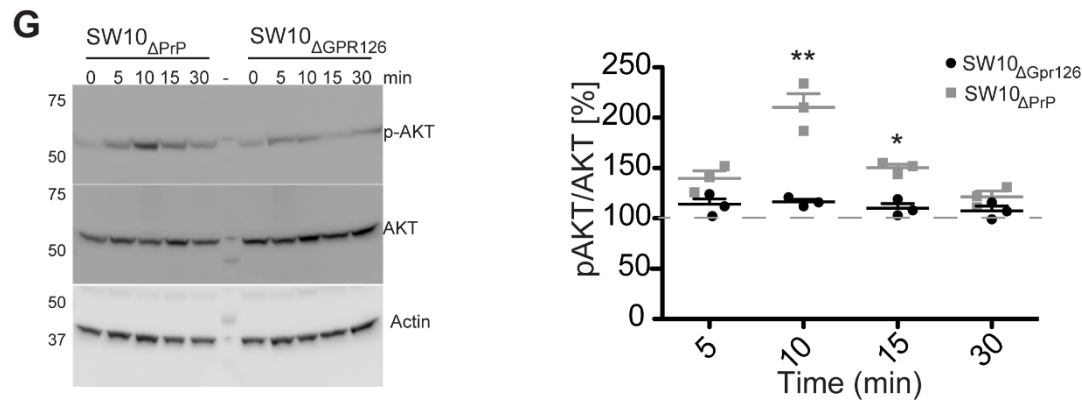 G
SW10ΔPrP SW10ΔGPR126
0 5 10 15 30 - 0 5 10 15 30 min
75
p-AKT
50
75
AKT
50
50
Actin
37
250
200
150
100
50
0
pAKT/AKT [%]
**
*
SW10ΔGpr126
SW10ΔPrP
5 10 15 30
Time (min)